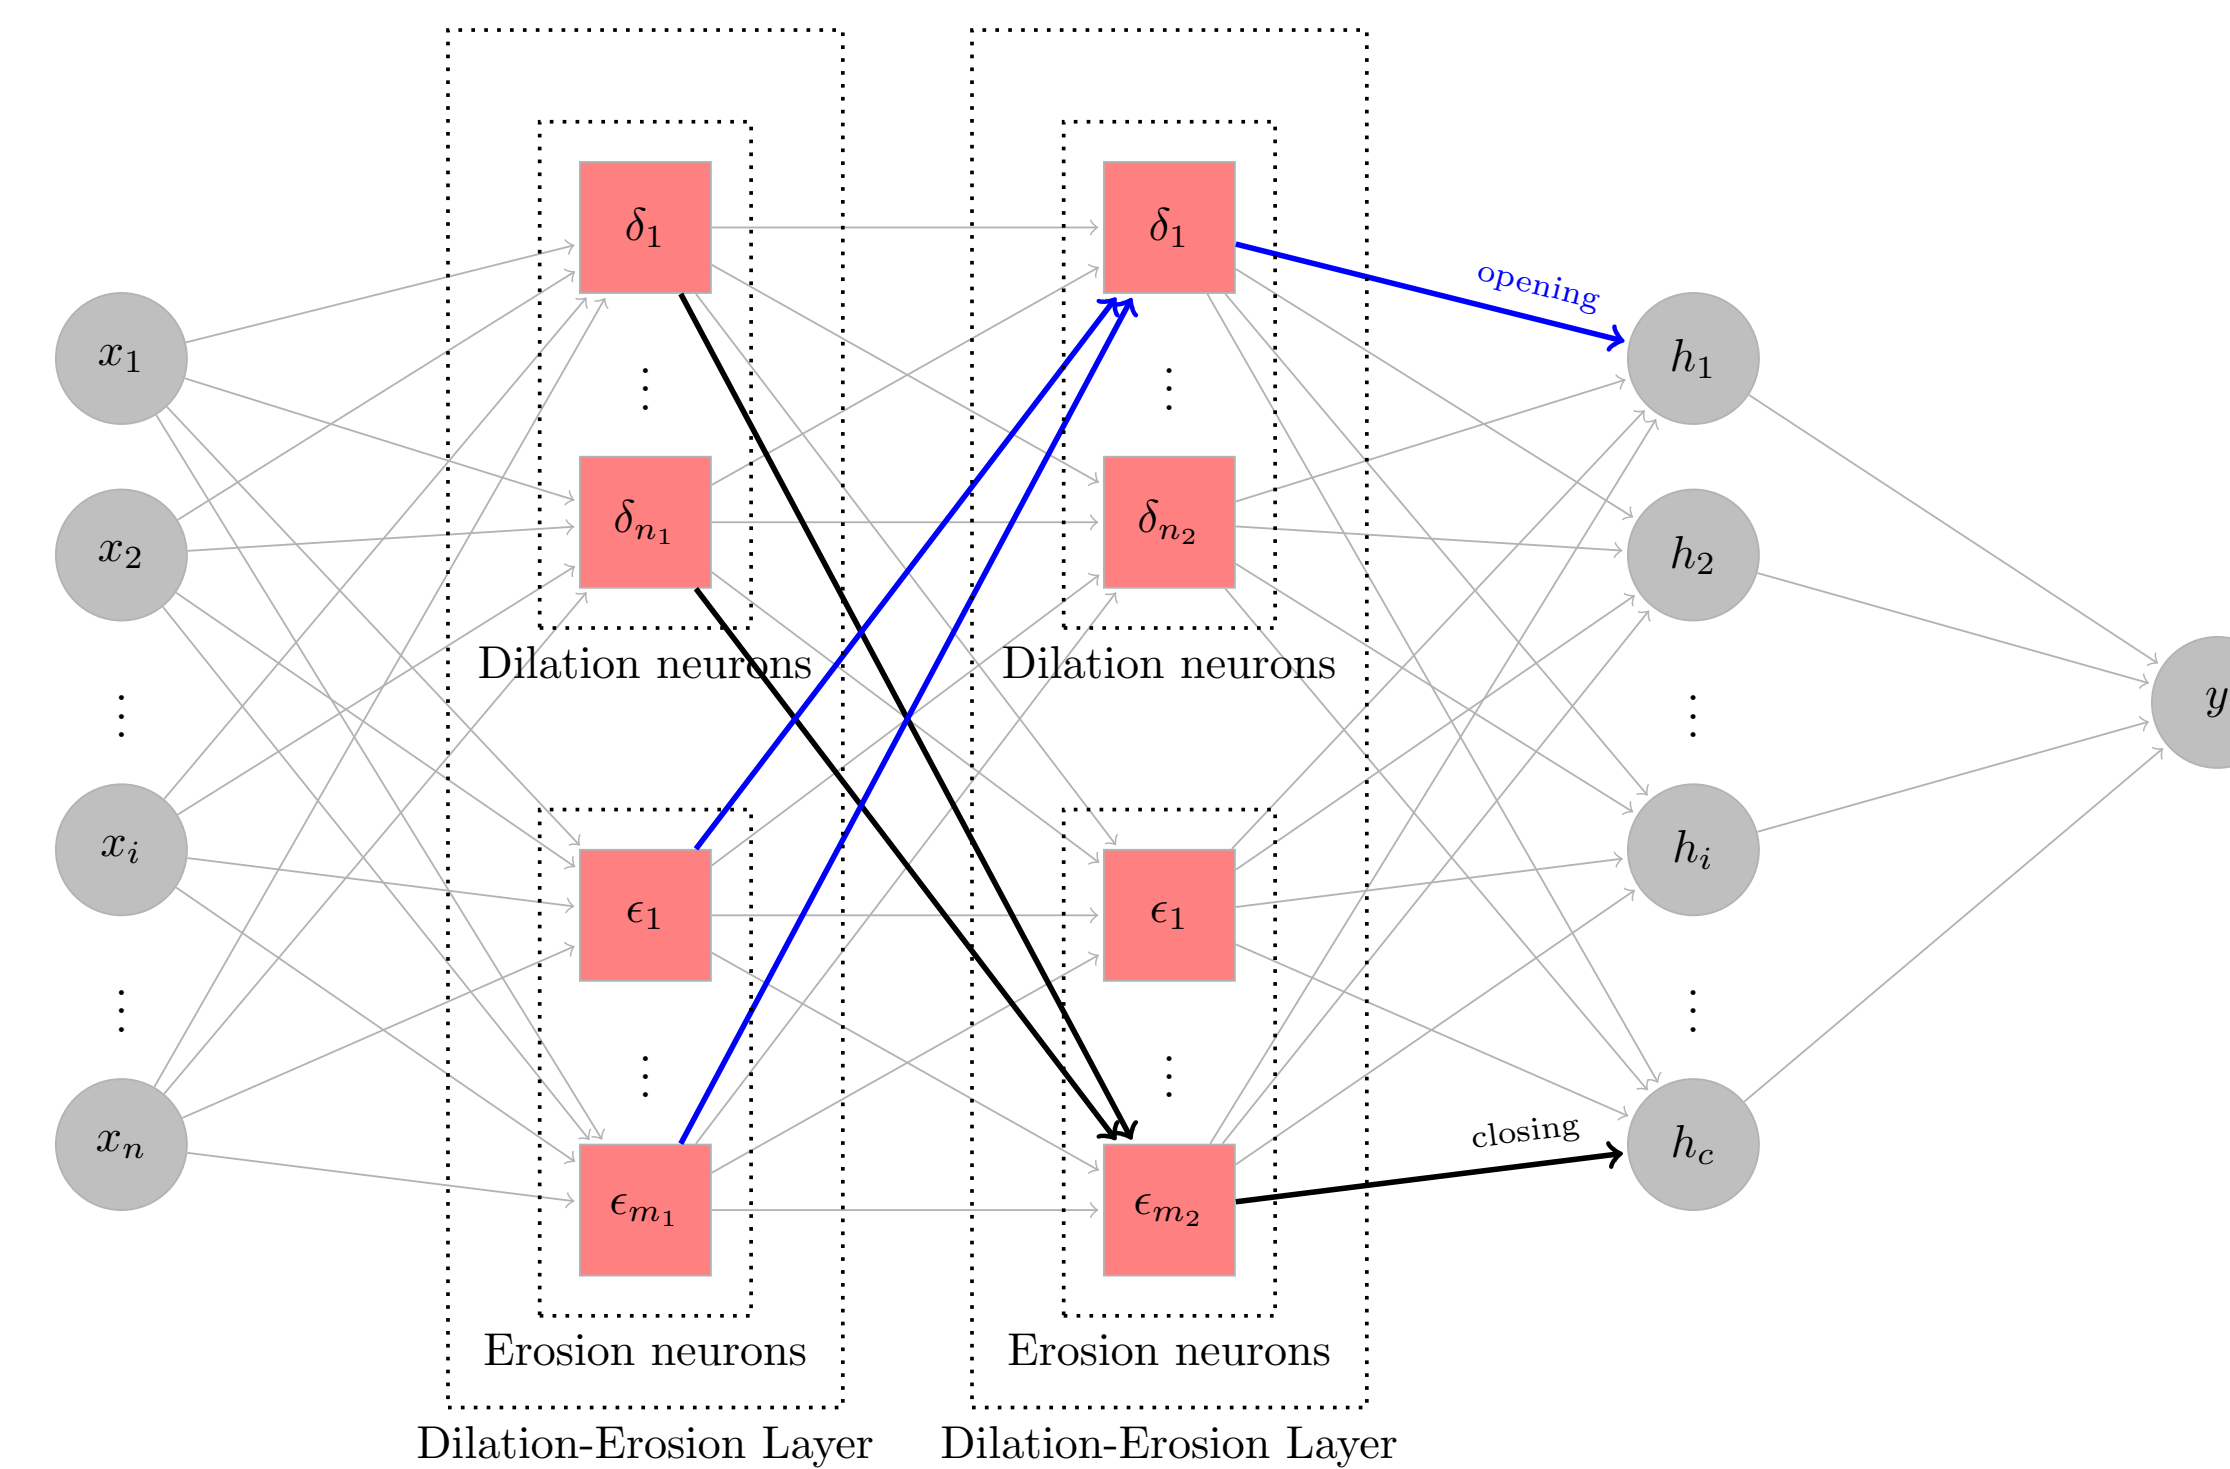 x₁
x₂
⋮
xᵢ
⋮
xₙ
δ₁
⋮
δₙ₁
Dilation neurons
ϵ₁
⋮
ϵₘ₁
Erosion neurons
Dilation-Erosion Layer
δ₁
⋮
δₙ₂
Dilation neurons
ϵ₁
⋮
ϵₘ₂
Erosion neurons
Dilation-Erosion Layer
opening
closing
h₁
h₂
⋮
hᵢ
⋮
h_c
y